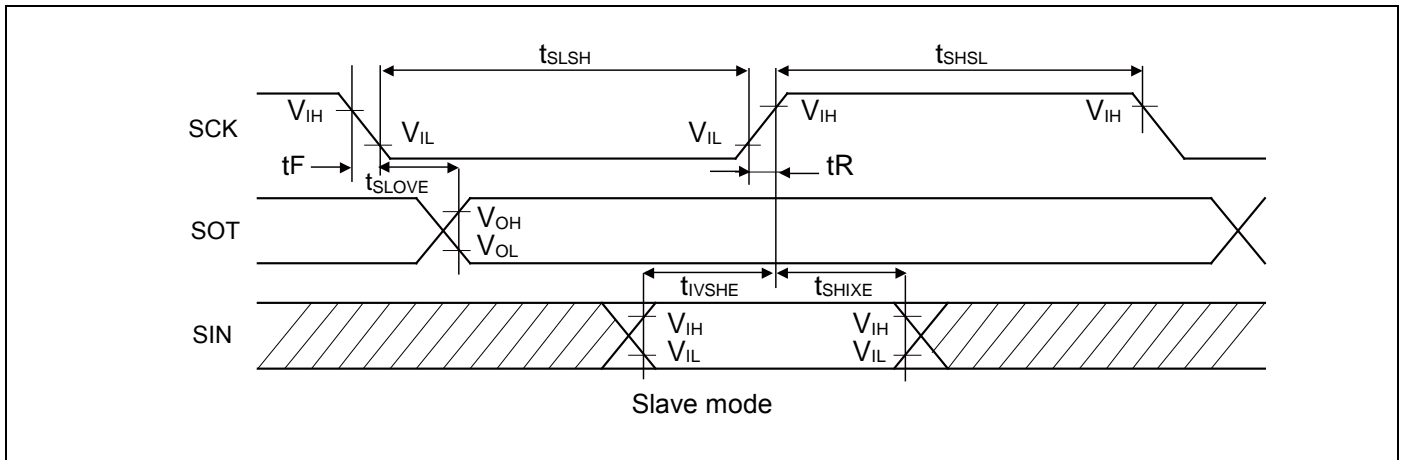 tSLSH tSHSL
SCK VIH VIL VIL VIH VIH
tF tSLOVE tR
SOT VOH
VOL
tIVSHE tSHIXE
SIN VIH VIH
VIL VIL
Slave mode